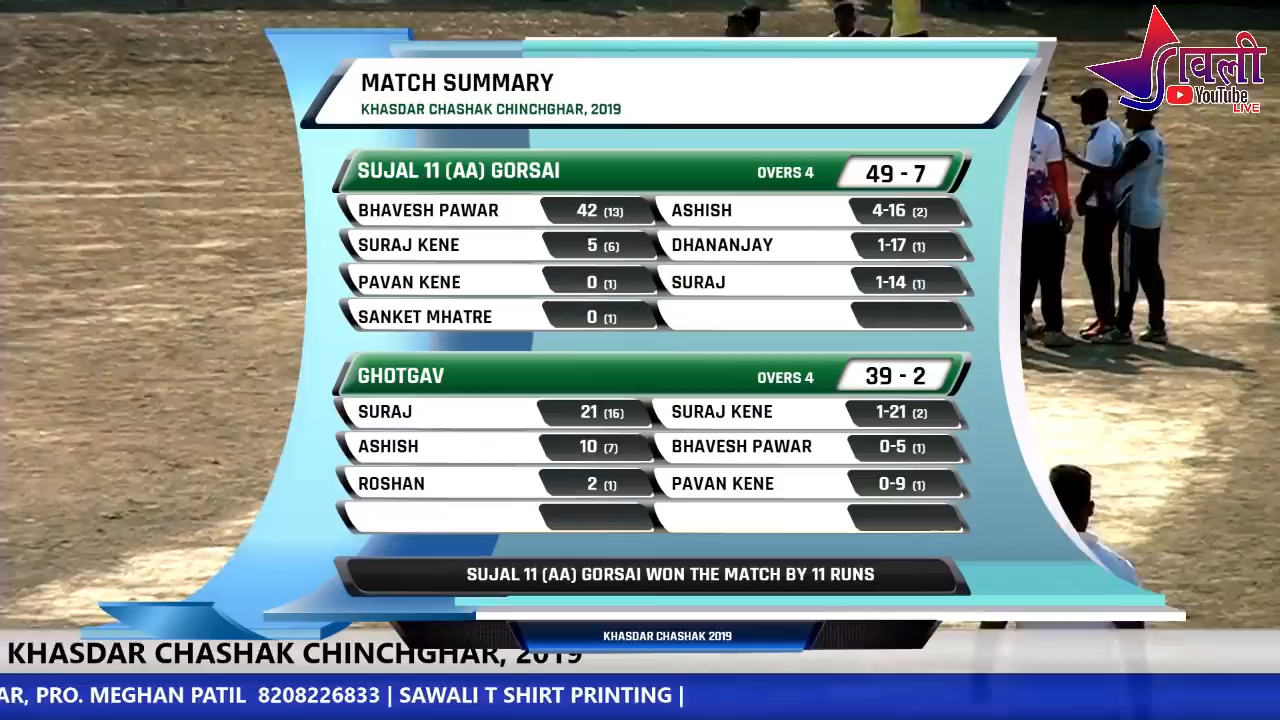 MATCH SUMMARY
KHASDAR CHASHAK CHINCHGHAR, 2019
ावली
YouTube
LIVE
SUJAL 11 (AA) GORSAI OVERS 4 49 - 7
BHAVESH PAWAR 42 (13) ASHISH 4-16 (2)
SURAJ KENE 5 (6) DHANANJAY 1-17 (1)
PAVAN KENE 0 (1) SURAJ 1-14 (1)
SANKET MHATRE 0 (1)
GHOTGAV OVERS 4 39 - 2
SURAJ 21 (16) SURAJ KENE 1-21 (2)
ASHISH 10 (7) BHAVESH PAWAR 0-5 (1)
ROSHAN 2 (1) PAVAN KENE 0-9 (1)
SUJAL 11 (AA) GORSAI WON THE MATCH BY 11 RUNS
KHASDAR CHASHAK 2019
KHASDAR CHASHAK CHINCHGHAR, 2019
AR, PRO. MEGHAN PATIL 8208226833 | SAWALI T SHIRT PRINTING |